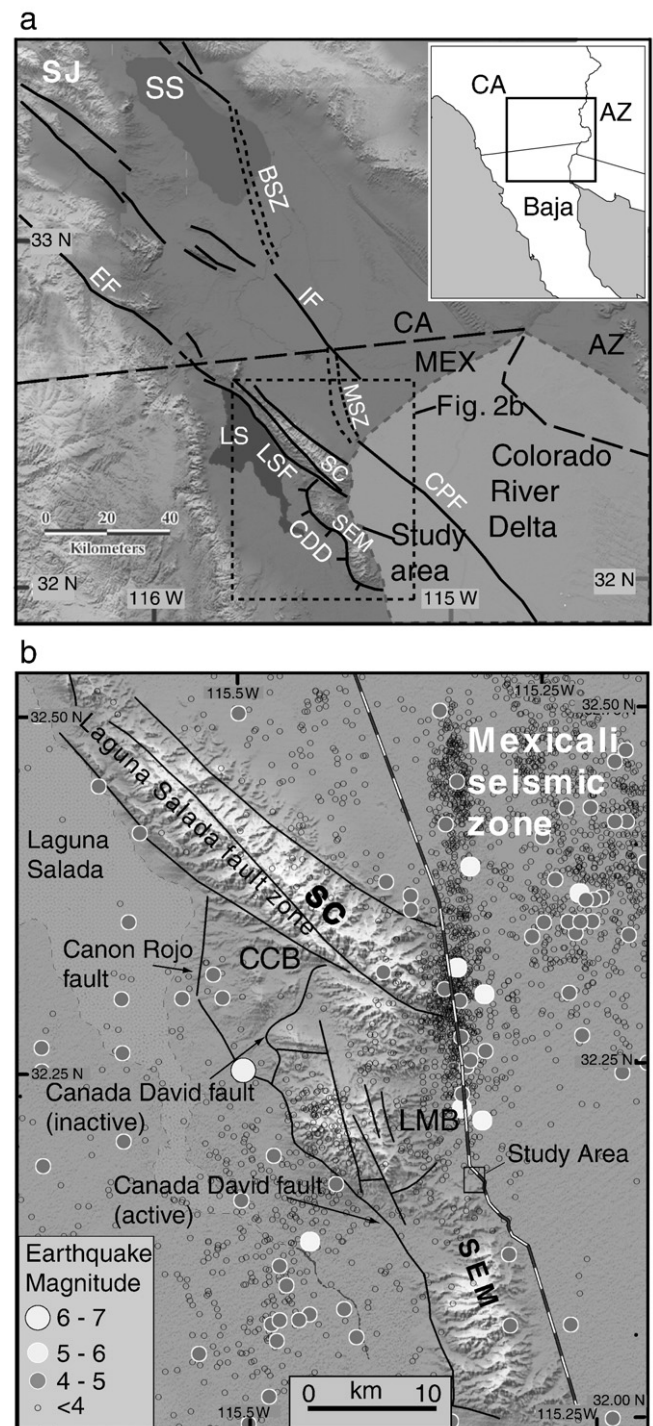 a
SJ
SS
BSZ
CA
AZ
Baja
33 N
EF
IF
CA
AZ
MEX
MSZ
Fig. 2b
LS
LSF
SC
CPF
Colorado
River
Delta
0 20 40
Kilometers
CDD
SEM
Study
area
32 N
32 N
116 W
115 W
b
115.5W
115.25W
32.50 N
32.50 N
Mexicali
seismic
zone
Laguna Salada fault zone
Laguna
Salada
SC
Canon Rojo
fault
CCB
32.25 N
32.25 N
Canada David fault
(inactive)
LMB
Study Area
Canada David fault
(active)
SEM
Earthquake
Magnitude
6 - 7
5 - 6
4 - 5
<4
km
0 10
115.5W
115.25W
32.00 N